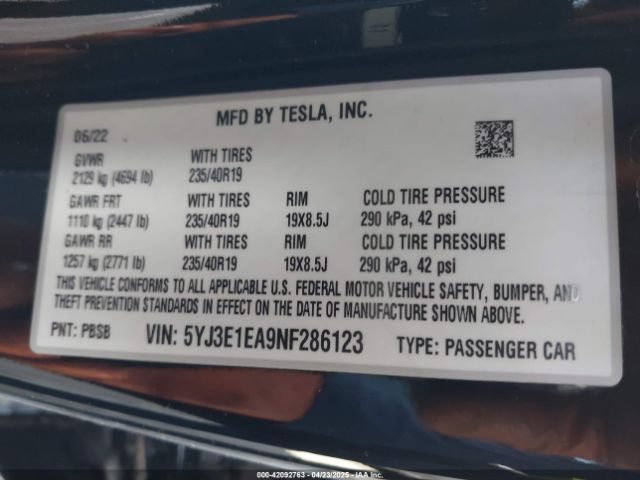 MFD BY TESLA, INC.
06/22
GVWR WITH TIRES
2129 kg (4694 lb) 235/40R19
GAWR FRT WITH TIRES RIM COLD TIRE PRESSURE
1110 kg (2447 lb) 235/40R19 19X8.5J 290 kPa, 42 psi
GAWR RR WITH TIRES RIM COLD TIRE PRESSURE
1257 kg (2771 lb) 235/40R19 19X8.5J 290 kPa, 42 psi
THIS VEHICLE CONFORMS TO ALL APPLICABLE U.S. FEDERAL MOTOR VEHICLE SAFETY, BUMPER, AND
THEFT PREVENTION STANDARDS IN EFFECT ON THE DATE OF MANUFACTURE SHOWN ABOVE.
PNT: PBSB VIN: 5YJ3E1EA9NF286123 TYPE: PASSENGER CAR
000-42092763 - 04/23/2025 - IAAI.COM